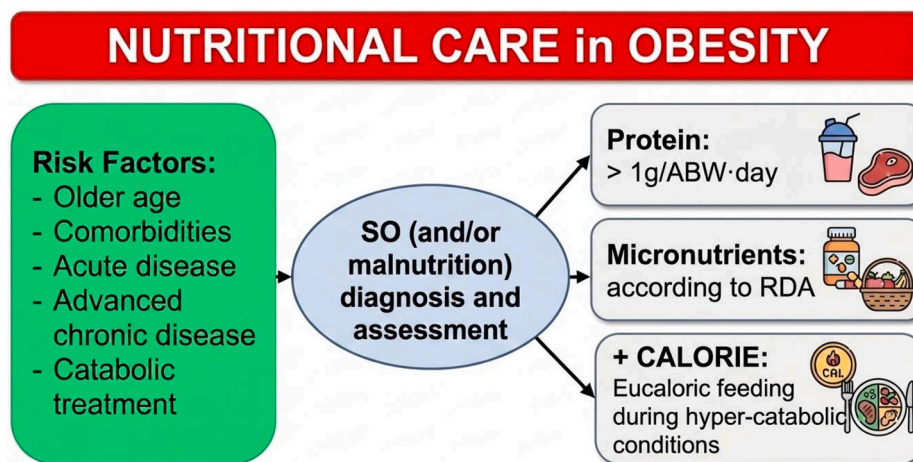 NUTRITIONAL CARE in OBESITY
Risk Factors:
- Older age
- Comorbidities
- Acute disease
- Advanced
chronic disease
- Catabolic
treatment
SO (and/or
malnutrition)
diagnosis and
assessment
Protein:
> 1g/ABW·day
Micronutrients:
according to RDA
+ CALORIE:
CAL
Eucaloric feeding
during hyper-catabolic
conditions